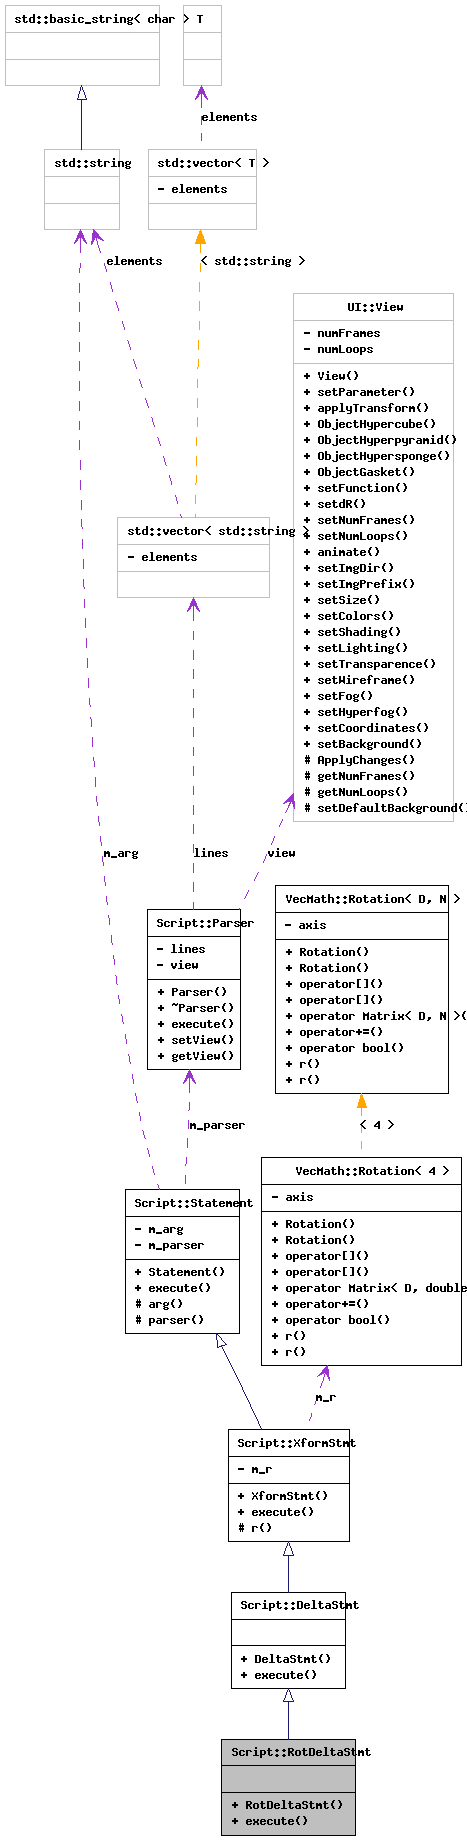 std::basic_string< char >
T
elements
std::string
std::vector< T >
- elements
elements
< std::string >
UI::View
- numFrames
- numLoops
+ View()
+ setParameter()
+ applyTransform()
+ ObjectHypercube()
+ ObjectHyperpyramid()
+ ObjectHypersponge()
+ ObjectGasket()
+ setFunction()
+ setdR()
+ setNumFrames()
+ setNumLoops()
+ animate()
+ setImgDir()
+ setImgPrefix()
+ setSize()
+ setColors()
+ setShading()
+ setLighting()
+ setTransparence()
+ setWireframe()
+ setFog()
+ setHyperfog()
+ setCoordinates()
+ setBackground()
# ApplyChanges()
# getNumFrames()
# getNumLoops()
# setDefaultBackground()
std::vector< std::string >
- elements
m_arg
lines
view
Script::Parser
- lines
- view
+ Parser()
+ ~Parser()
+ execute()
+ setView()
+ getView()
VecMath::Rotation< D, N >
- axis
+ Rotation()
+ Rotation()
+ operator[]()
+ operator[]()
+ operator Matrix< D, N >(
+ operator+=()
+ operator bool()
+ r()
+ r()
m_parser
< 4 >
Script::Statement
- m_arg
- m_parser
+ Statement()
+ execute()
# arg()
# parser()
VecMath::Rotation< 4 >
- axis
+ Rotation()
+ Rotation()
+ operator[]()
+ operator[]()
+ operator Matrix< D, double
+ operator+=()
+ operator bool()
+ r()
+ r()
m_r
Script::XformStmt
- m_r
+ XformStmt()
+ execute()
# r()
Script::DeltaStmt
+ DeltaStmt()
+ execute()
Script::RotDeltaStmt
+ RotDeltaStmt()
+ execute()